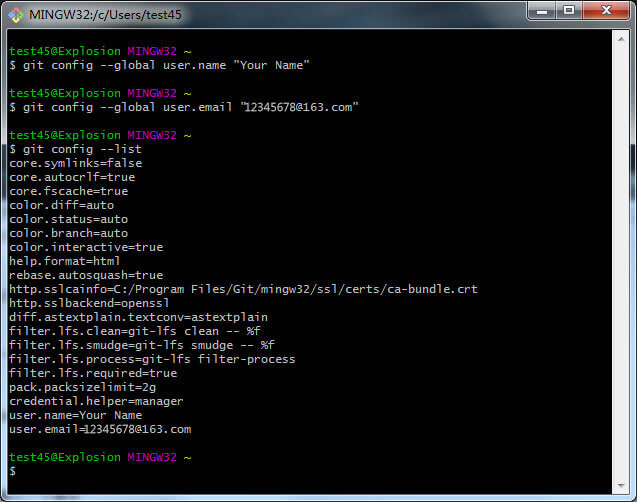 MINGW32:/c/Users/test45
test45@Explosion MINGW32 ~
$ git config --global user.name "Your Name"
test45@Explosion MINGW32 ~
$ git config --global user.email "12345678@163.com"
test45@Explosion MINGW32 ~
$ git config --list
core.symlinks=false
core.autocrlf=true
core.fscache=true
color.diff=auto
color.status=auto
color.branch=auto
color.interactive=true
help.format=html
rebase.autosquash=true
http.sslcainfo=C:/Program Files/Git/mingw32/ssl/certs/ca-bundle.crt
http.sslbackend=openssl
diff.astextplain.textconv=astextplain
filter.lfs.clean=git-lfs clean -- %f
filter.lfs.smudge=git-lfs smudge -- %f
filter.lfs.process=git-lfs filter-process
filter.lfs.required=true
pack.packsizelimit=2g
credential.helper=manager
user.name=Your Name
user.email=12345678@163.com
test45@Explosion MINGW32 ~
$